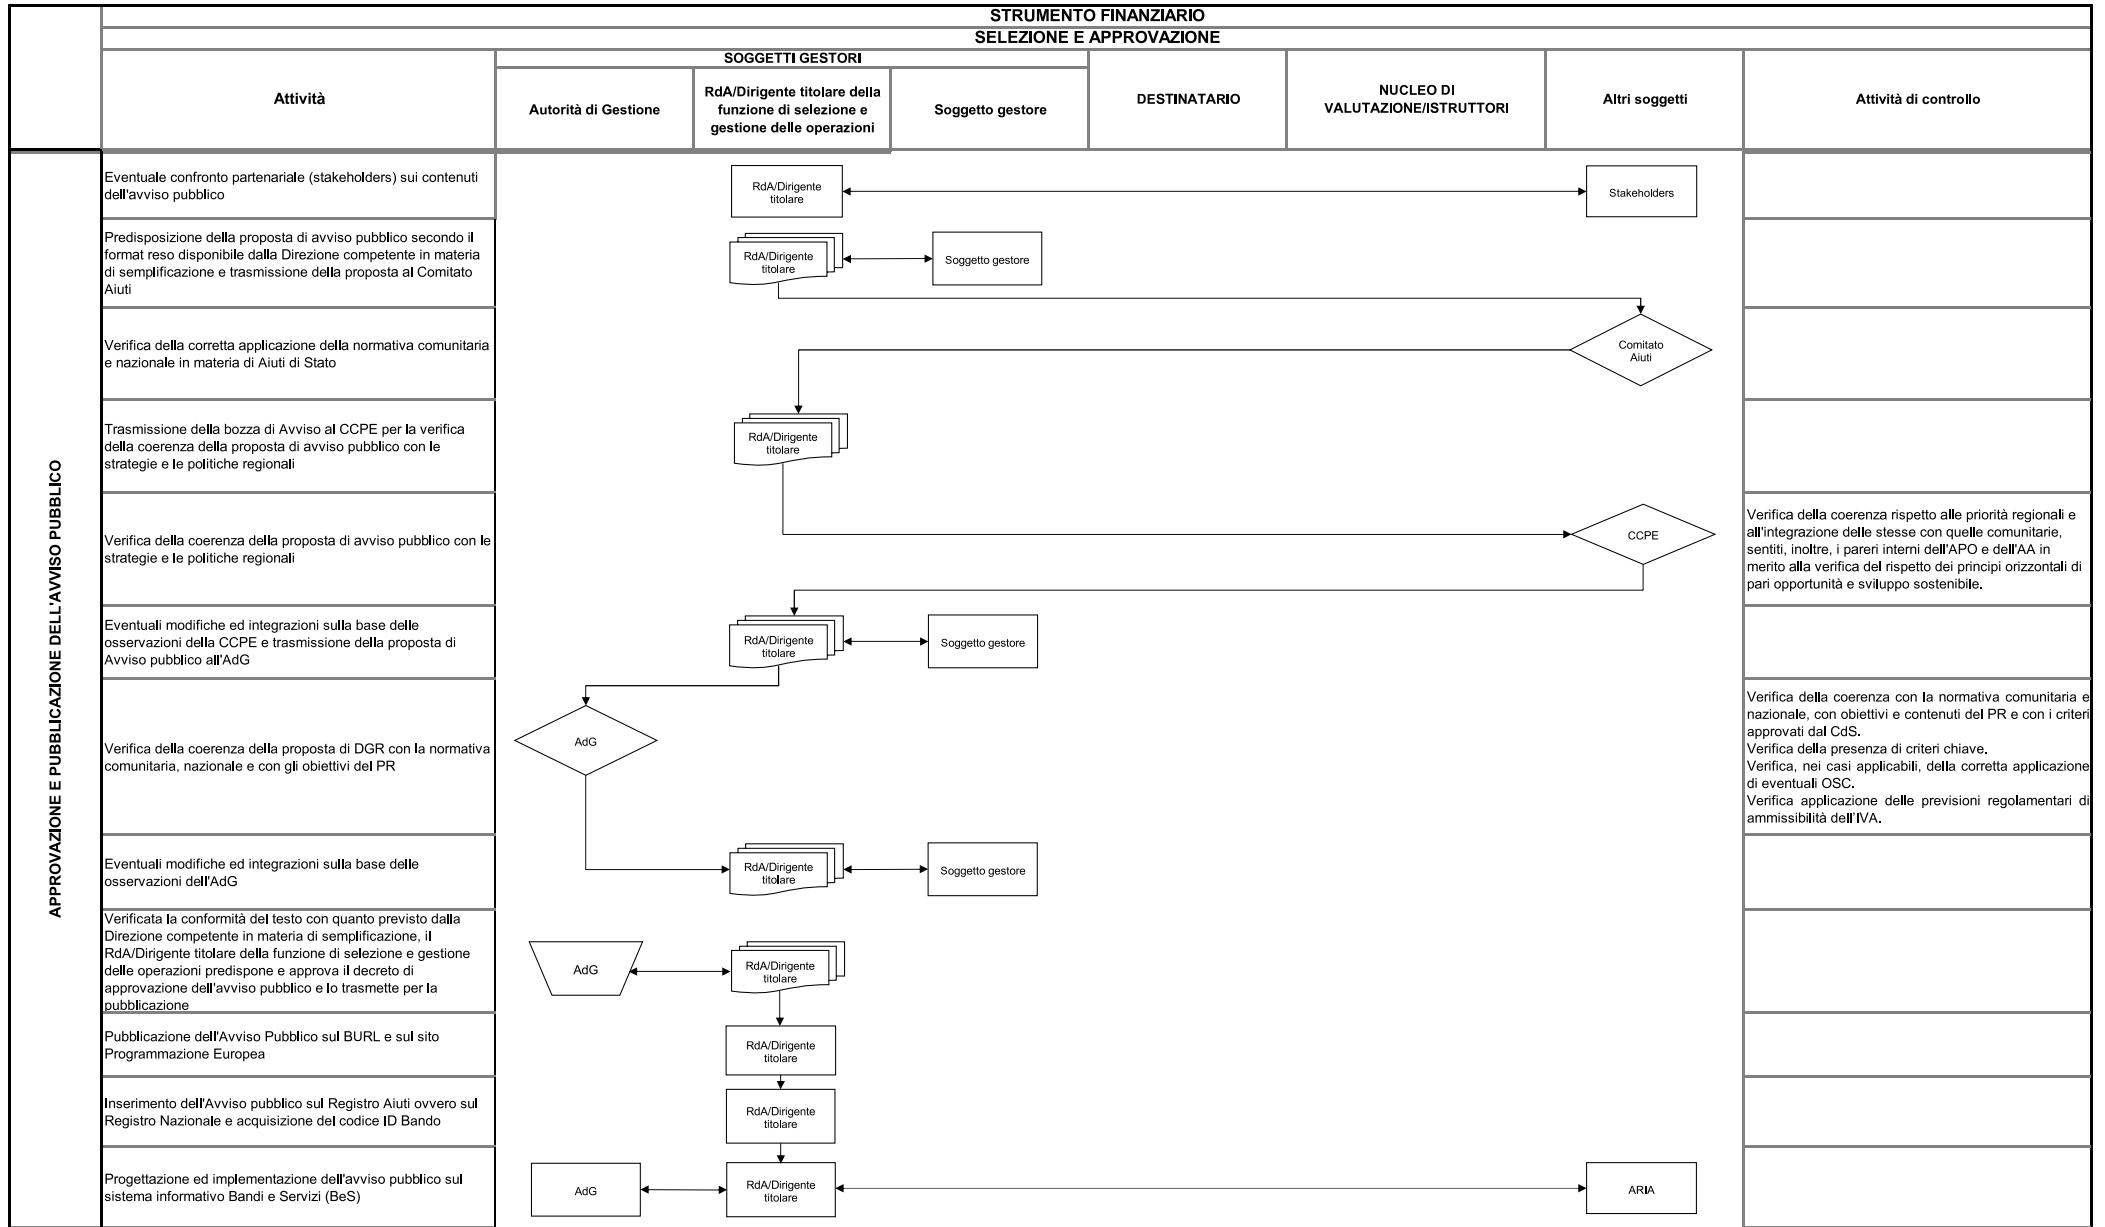 STRUMENTO FINANZIARIO
SELEZIONE E APPROVAZIONE
Attività
SOGGETTI GESTORI
Autorità di Gestione
RdA/Dirigente titolare della
funzione di selezione e
gestione delle operazioni
Soggetto gestore
DESTINATARIO
NUCLEO DI
VALUTAZIONE/ISTRUTTORI
Altri soggetti
Attività di controllo
APPROVAZIONE E PUBBLICAZIONE DELL'AVVISO PUBBLICO
Eventuale confronto partenariale (stakeholders) sui contenuti
dell'avviso pubblico
RdA/Dirigente
titolare
Stakeholders
Predisposizione della proposta di avviso pubblico secondo il
format reso disponibile dalla Direzione competente in materia
di semplificazione e trasmissione della proposta al Comitato
Aiuti
RdA/Dirigente
titolare
Soggetto gestore
Verifica della corretta applicazione della normativa comunitaria
e nazionale in materia di Aiuti di Stato
Comitato
Aiuti
Trasmissione della bozza di Avviso al CCPE per la verifica
della coerenza della proposta di avviso pubblico con le
strategie e le politiche regionali
RdA/Dirigente
titolare
Verifica della coerenza della proposta di avviso pubblico con le
strategie e le politiche regionali
CCPE
Verifica della coerenza rispetto alle priorità regionali e
all'integrazione delle stesse con quelle comunitarie,
sentiti, inoltre, i pareri interni dell'APO e dell'AA in
merito alla verifica del rispetto dei principi orizzontali di
pari opportunità e sviluppo sostenibile.
Eventuali modifiche ed integrazioni sulla base delle
osservazioni della CCPE e trasmissione della proposta di
Avviso pubblico all'AdG
RdA/Dirigente
titolare
Soggetto gestore
Verifica della coerenza della proposta di DGR con la normativa
comunitaria, nazionale e con gli obiettivi del PR
AdG
Verifica della coerenza con la normativa comunitaria e
nazionale, con obiettivi e contenuti del PR e con i criteri
approvati dal CdS.
Verifica della presenza di criteri chiave.
Verifica, nei casi applicabili, della corretta applicazione
di eventuali OSC.
Verifica applicazione delle previsioni regolamentari di
ammissibilità dell'IVA.
Eventuali modifiche ed integrazioni sulla base delle
osservazioni dell'AdG
RdA/Dirigente
titolare
Soggetto gestore
Verificata la conformità del testo con quanto previsto dalla
Direzione competente in materia di semplificazione, il
RdA/Dirigente titolare della funzione di selezione e gestione
delle operazioni predispone e approva il decreto di
approvazione dell'avviso pubblico e lo trasmette per la
pubblicazione
AdG
RdA/Dirigente
titolare
Pubblicazione dell'Avviso Pubblico sul BURL e sul sito
Programmazione Europea
RdA/Dirigente
titolare
Inserimento dell'Avviso pubblico sul Registro Aiuti ovvero sul
Registro Nazionale e acquisizione del codice ID Bando
RdA/Dirigente
titolare
Progettazione ed implementazione dell'avviso pubblico sul
sistema informativo Bandi e Servizi (BeS)
AdG
RdA/Dirigente
titolare
ARIA